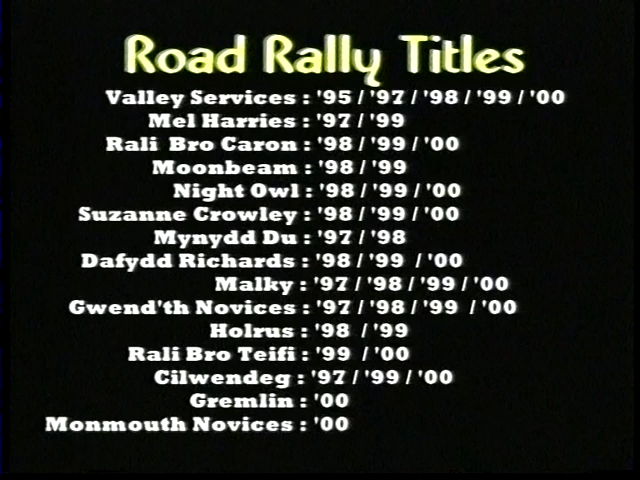 Road Rally Titles
Valley Services : '95 / '97 / '98 / '99 / '00
Mel Harries : '97 / '99
Rali Bro Caron : '98 / '99 / '00
Moonbeam : '98 / '99
Night Owl : '98 / '99 / '00
Suzanne Crowley : '98 / '99 / '00
Mynydd Du : '97 / '98
Dafydd Richards : '98 / '99 / '00
Malky : '97 / '98 / '99 / '00
Gwend'th Novices : '97 / '98 / '99 / '00
Holrus : '98 / '99
Rali Bro Teifi : '99 / '00
Cilwendeg : '97 / '99 / '00
Gremlin : '00
Monmouth Novices : '00